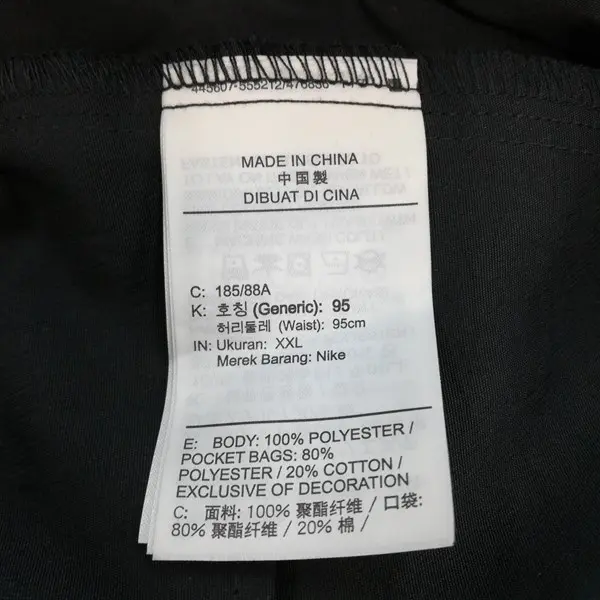 MADE IN CHINA
中国製
DIBUAT DI CINA
C: 185/88A
K: 호칭 (Generic): 95
허리둘레 (Waist): 95cm
IN: Ukuran: XXL
Merek Barang: Nike
E: BODY: 100% POLYESTER /
POCKET BAGS: 80%
POLYESTER / 20% COTTON /
EXCLUSIVE OF DECORATION
C: 面料: 100% 聚酯纤维 / 口袋:
80% 聚酯纤维 / 20% 棉 /